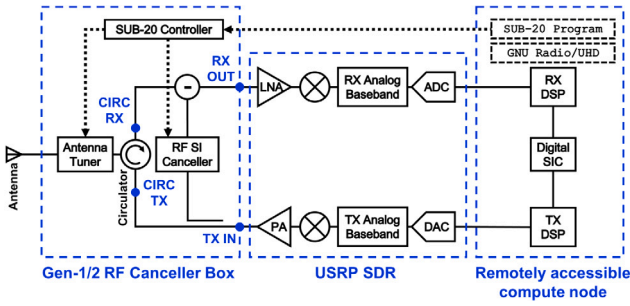 SUB-20 Controller
SUB-20 Program
GNU Radio/UHD
RX
OUT
CIRC
RX
-
LNA
RX Analog
Baseband
ADC
RX
DSP
Antenna
Antenna
Tuner
Circulator
RF SI
Canceller
Digital
SIC
CIRC
TX
TX IN
PA
TX Analog
Baseband
DAC
TX
DSP
Gen-1/2 RF Canceller Box
USRP SDR
Remotely accessible
compute node